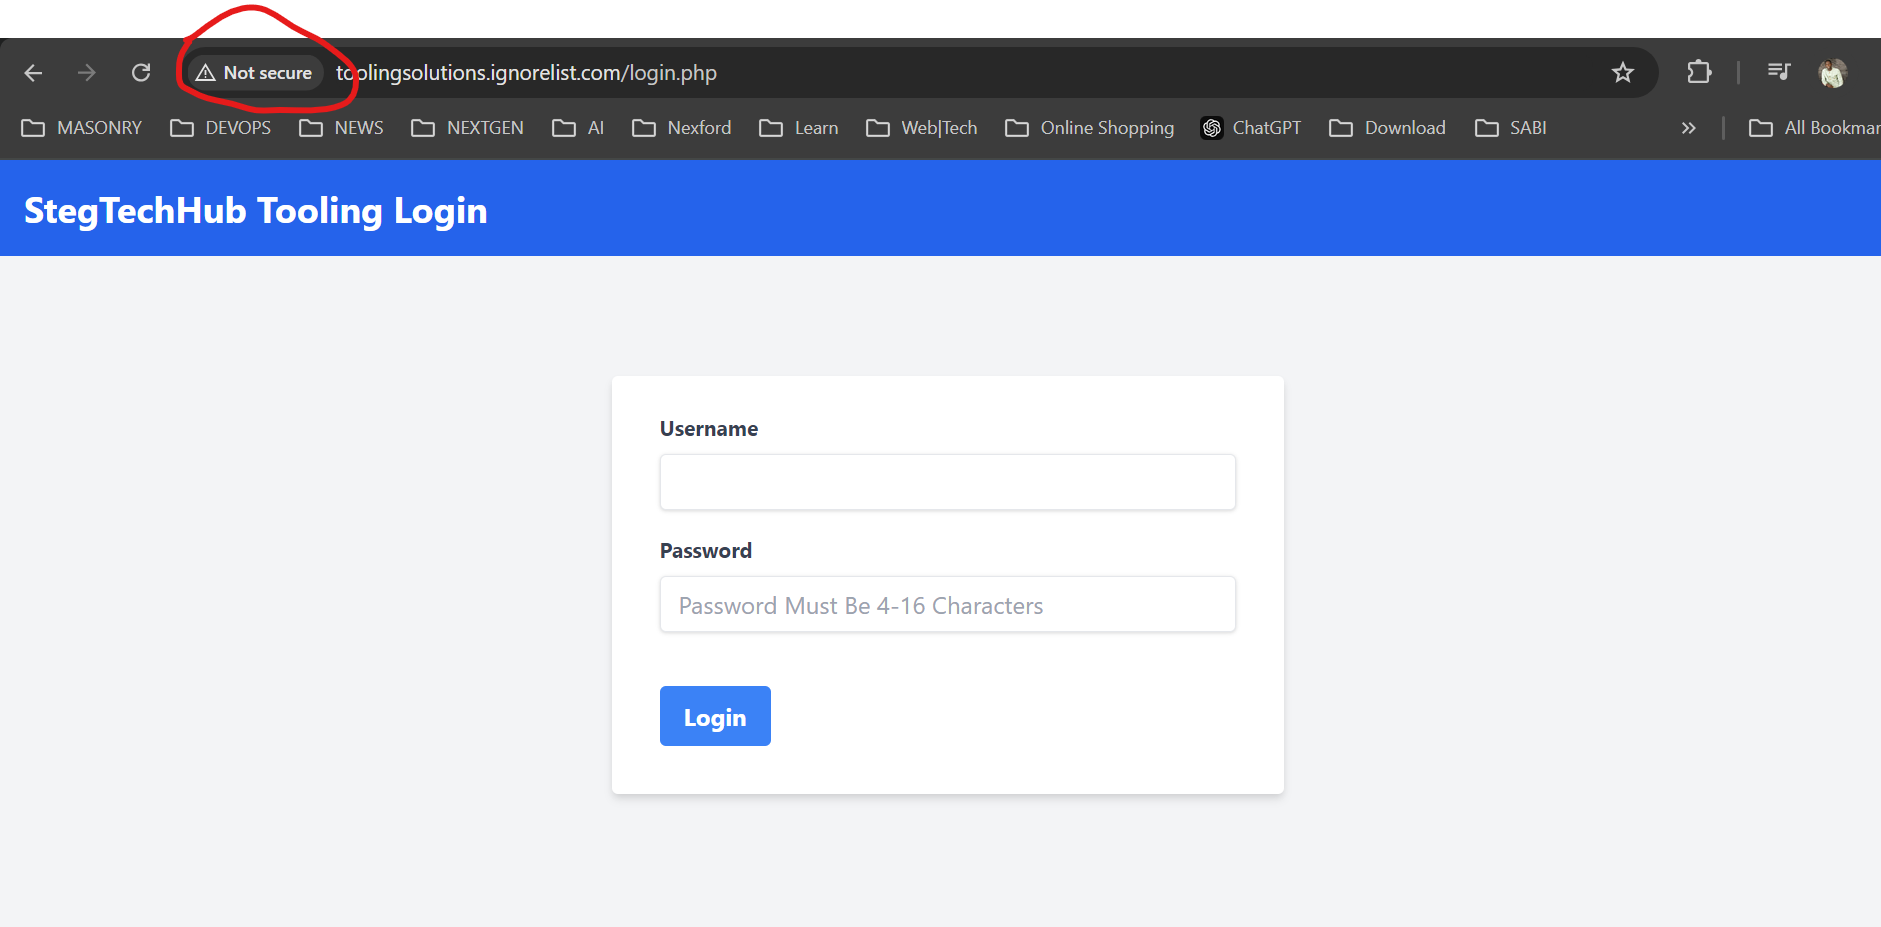 Not secure toolingsolutions.ignorelist.com/login.php
MASONRY DEVOPS NEWS NEXTGEN AI Nexford Learn Web|Tech Online Shopping ChatGPT Download SABI » All Bookmar
StegTechHub Tooling Login
Username
Password
Password Must Be 4-16 Characters
Login